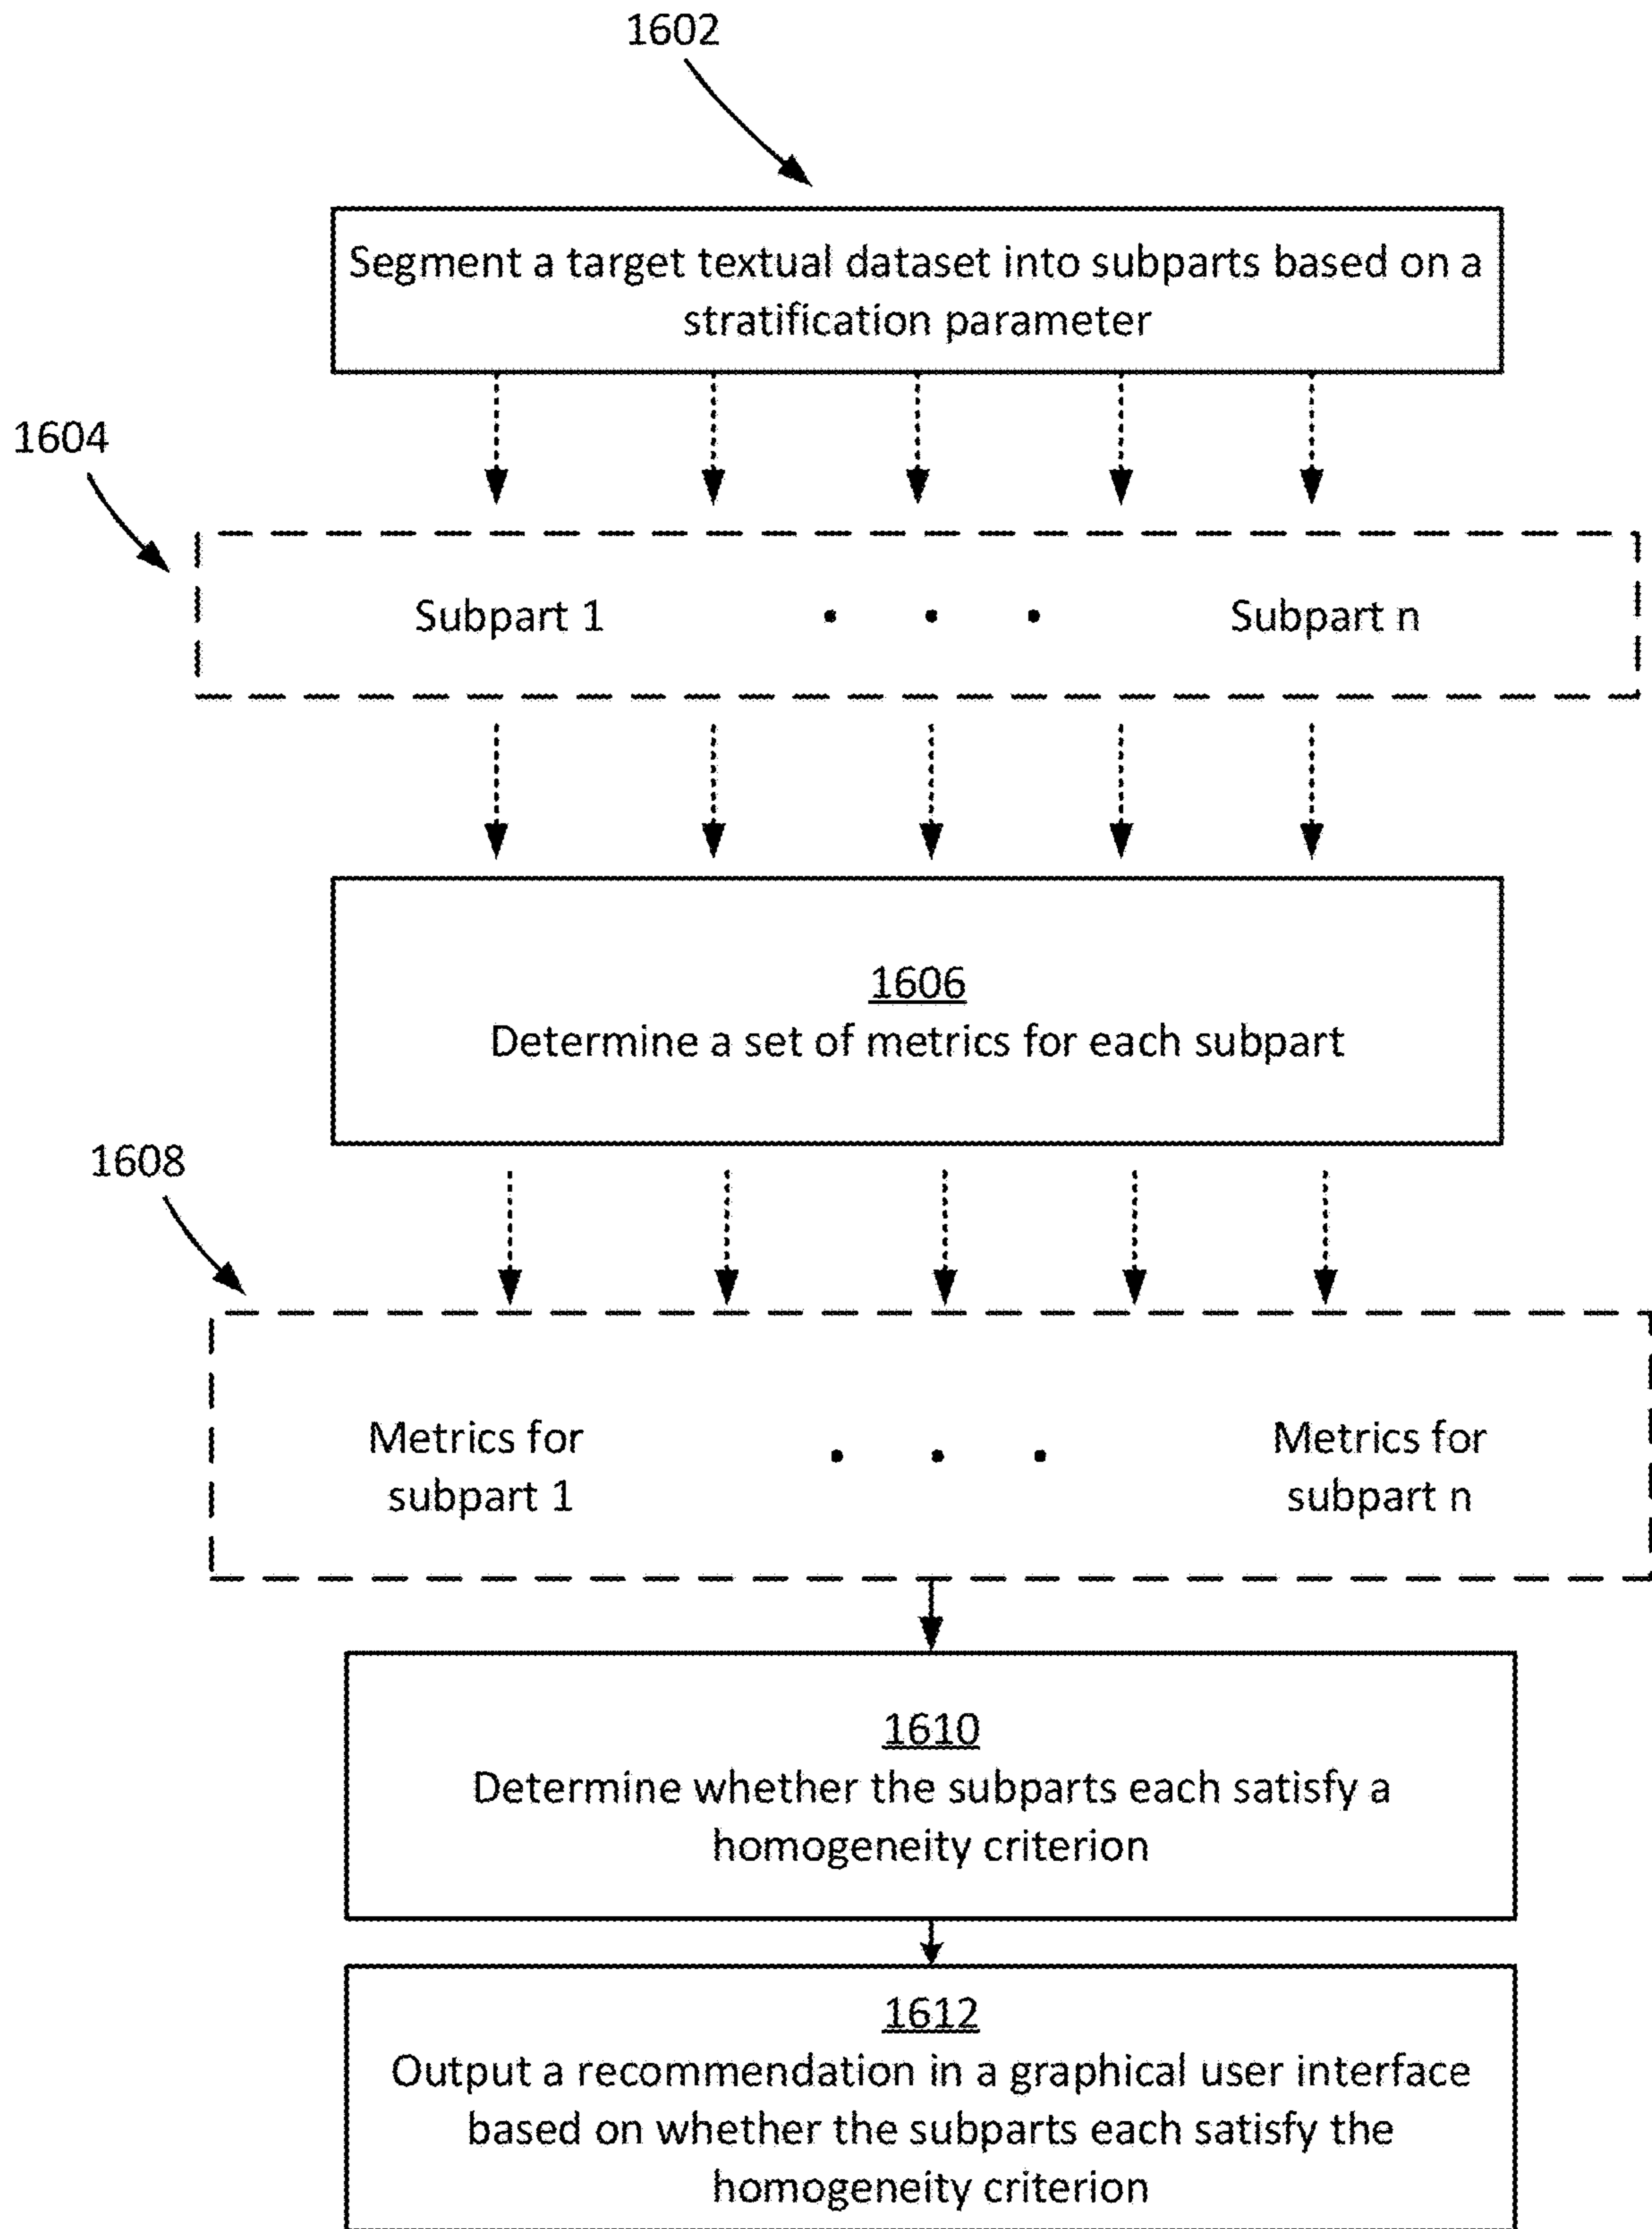 1602
Segment a target textual dataset into subparts based on a
stratification parameter
1604
Subpart 1 . . . Subpart n
1606
Determine a set of metrics for each subpart
1608
Metrics for
subpart 1
. . .
Metrics for
subpart n
1610
Determine whether the subparts each satisfy a
homogeneity criterion
1612
Output a recommendation in a graphical user interface
based on whether the subparts each satisfy the
homogeneity criterion